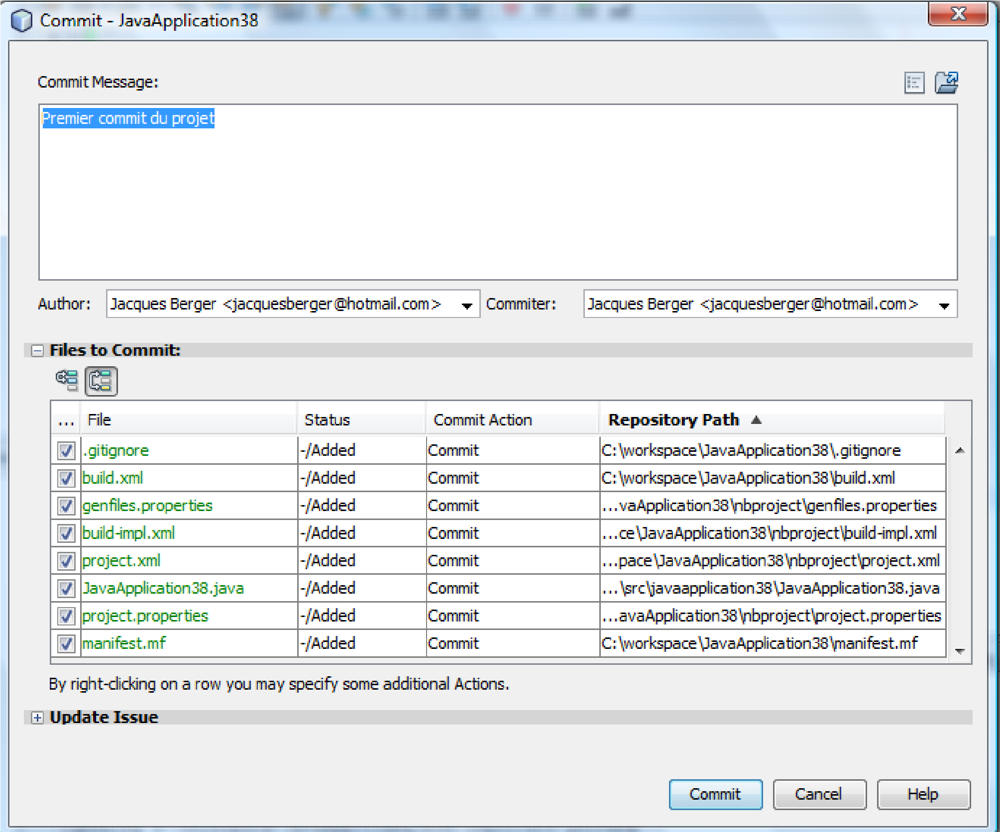 Commit - JavaApplication38
Commit Message:
Premier commit du projet
Author: Jacques Berger <jacquesberger@hotmail.com> Commiter: Jacques Berger <jacquesberger@hotmail.com>
Files to Commit:
... File Status Commit Action Repository Path
.gitignore -/Added Commit C:\workspace\JavaApplication38\.gitignore
build.xml -/Added Commit C:\workspace\JavaApplication38\build.xml
genfiles.properties -/Added Commit ...vaApplication38\nbproject\genfiles.properties
build-impl.xml -/Added Commit ...ce\JavaApplication38\nbproject\build-impl.xml
project.xml -/Added Commit ...pace\JavaApplication38\nbproject\project.xml
JavaApplication38.java -/Added Commit ...\src\javaapplication38\JavaApplication38.java
project.properties -/Added Commit ...avaApplication38\nbproject\project.properties
manifest.mf -/Added Commit C:\workspace\JavaApplication38\manifest.mf
By right-clicking on a row you may specify some additional Actions.
Update Issue
Commit Cancel Help